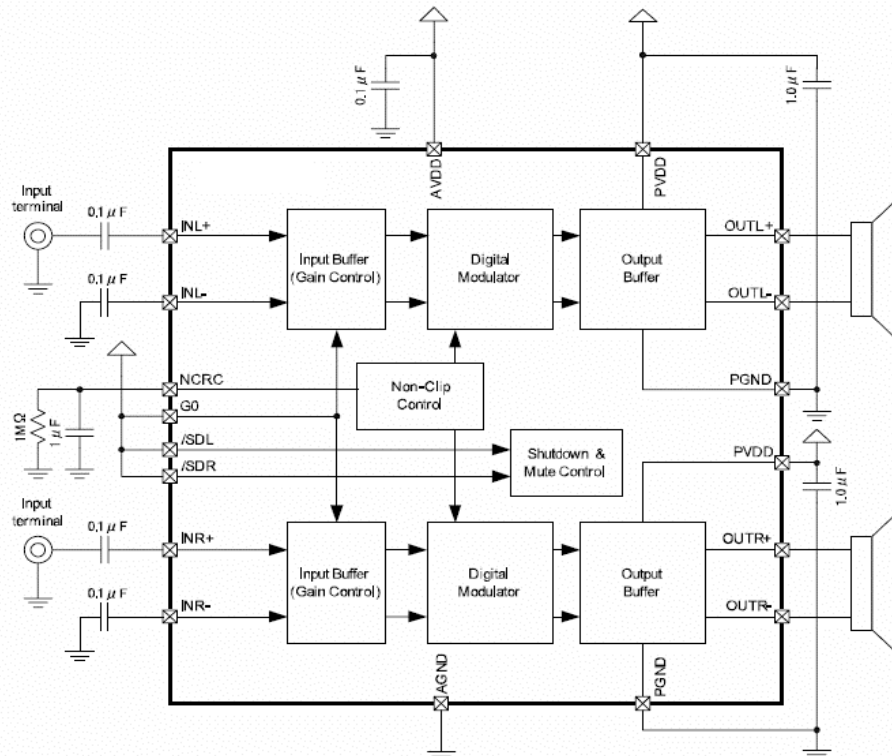 0.1μF
1.0μF
AVDD
PVDD
Input
terminal
0.1μF
INL+
Input Buffer
(Gain Control)
Digital
Modulator
Output
Buffer
OUTL+
0.1μF
INL-
OUTL-
NCRC
Non-Clip
Control
PGND
1MΩ
1μF
G0
/SDL
Shutdown &
Mute Control
PVDD
/SDR
1.0μF
Input
terminal
0.1μF
INR+
Input Buffer
(Gain Control)
Digital
Modulator
Output
Buffer
OUTR+
0.1μF
INR-
OUTR-
AGND
PGND